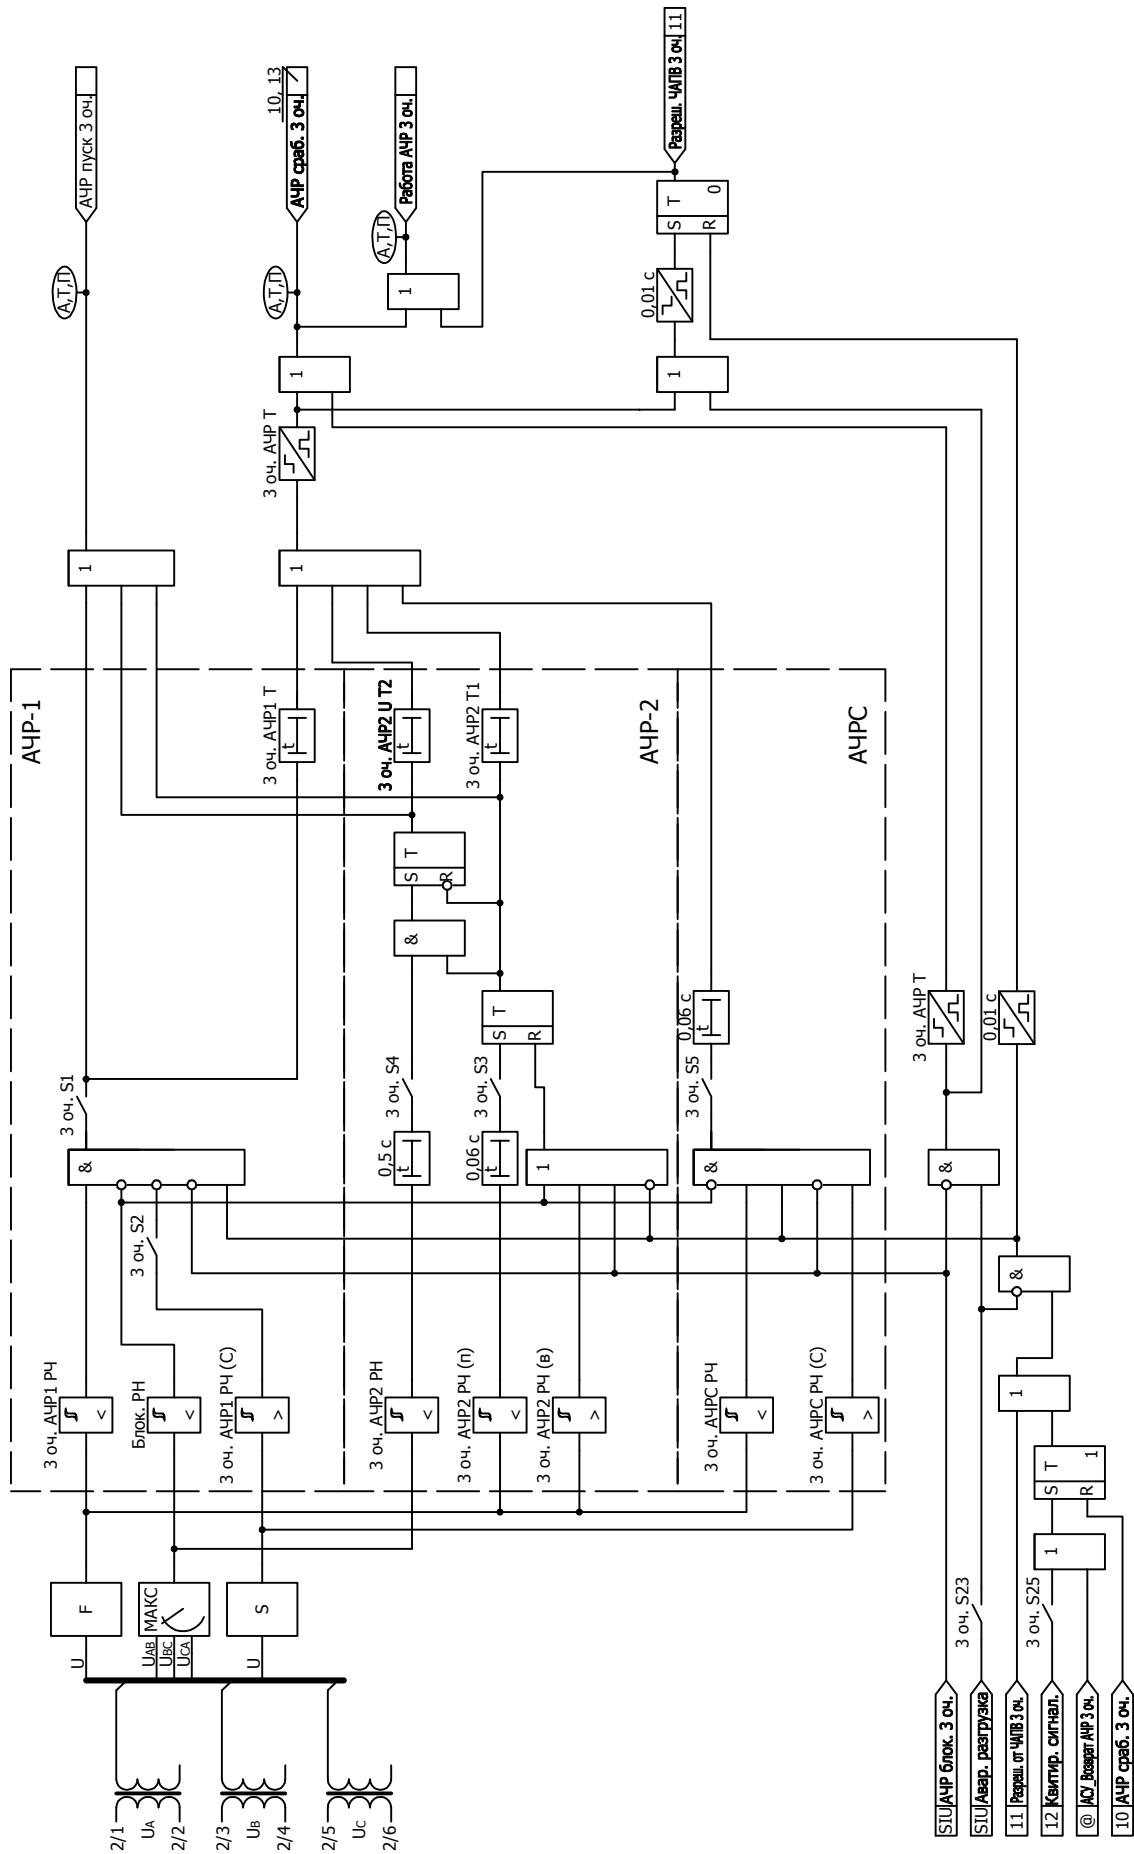 АЧР пуск 3 оч.
А,Т,П
10, 13
АЧР сраб. 3 оч.
А,Т,П
Работа АЧР 3 оч.
А,Т,П
Разреш. ЧАПВ 3 оч. 11
S T
R 0
0,01 с
1
1
1
3 оч. АЧР Т
1
1
АЧР-1
3 оч. АЧР1 Т
t
3 оч. АЧР2 U Т2
t
3 оч. АЧР2 Т1
t
АЧР-2
АЧРС
S T
R
&
S T
R
0,06 с
t
3 оч. АЧР Т
0,01 с
3 оч. S1
3 оч. S4
3 оч. S3
3 оч. S5
&
0,5 с
t
0,06 с
t
1
&
&
3 оч. S2
&
3 оч. АЧР1 РЧ
<
Блок. РН
<
3 оч. АЧР1 РЧ (С)
>
3 оч. АЧР2 РН
<
3 оч. АЧР2 РЧ (п)
<
3 оч. АЧР2 РЧ (в)
>
3 оч. АЧРС РЧ
<
3 оч. АЧРС РЧ (С)
>
1
S T
R 1
1
F
МАКС
S
U
UAB
UBC
UCA
U
3 оч. S23
3 оч. S25
2/1
UA
2/2
2/3
UB
2/4
2/5
UC
2/6
SIU АЧР блок. 3 оч.
SIU Авар. разгрузка
11 Разреш. от ЧАПВ 3 оч.
12 Квитир. сигнал.
@ АСУ_Возврат АЧР 3 оч.
10 АЧР сраб. 3 оч.